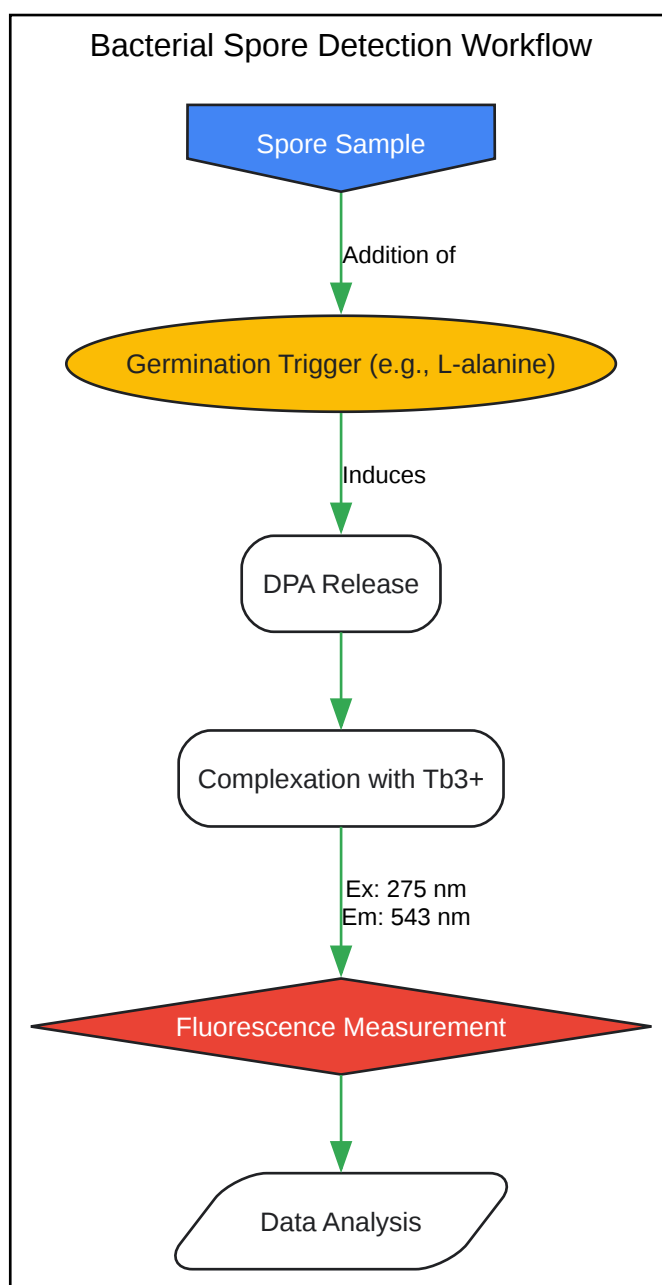 Bacterial Spore Detection Workflow
Spore Sample
Addition of
Germination Trigger (e.g., L-alanine)
Induces
DPA Release
Complexation with Tb3+
Ex: 275 nm
Em: 543 nm
Fluorescence Measurement
Data Analysis